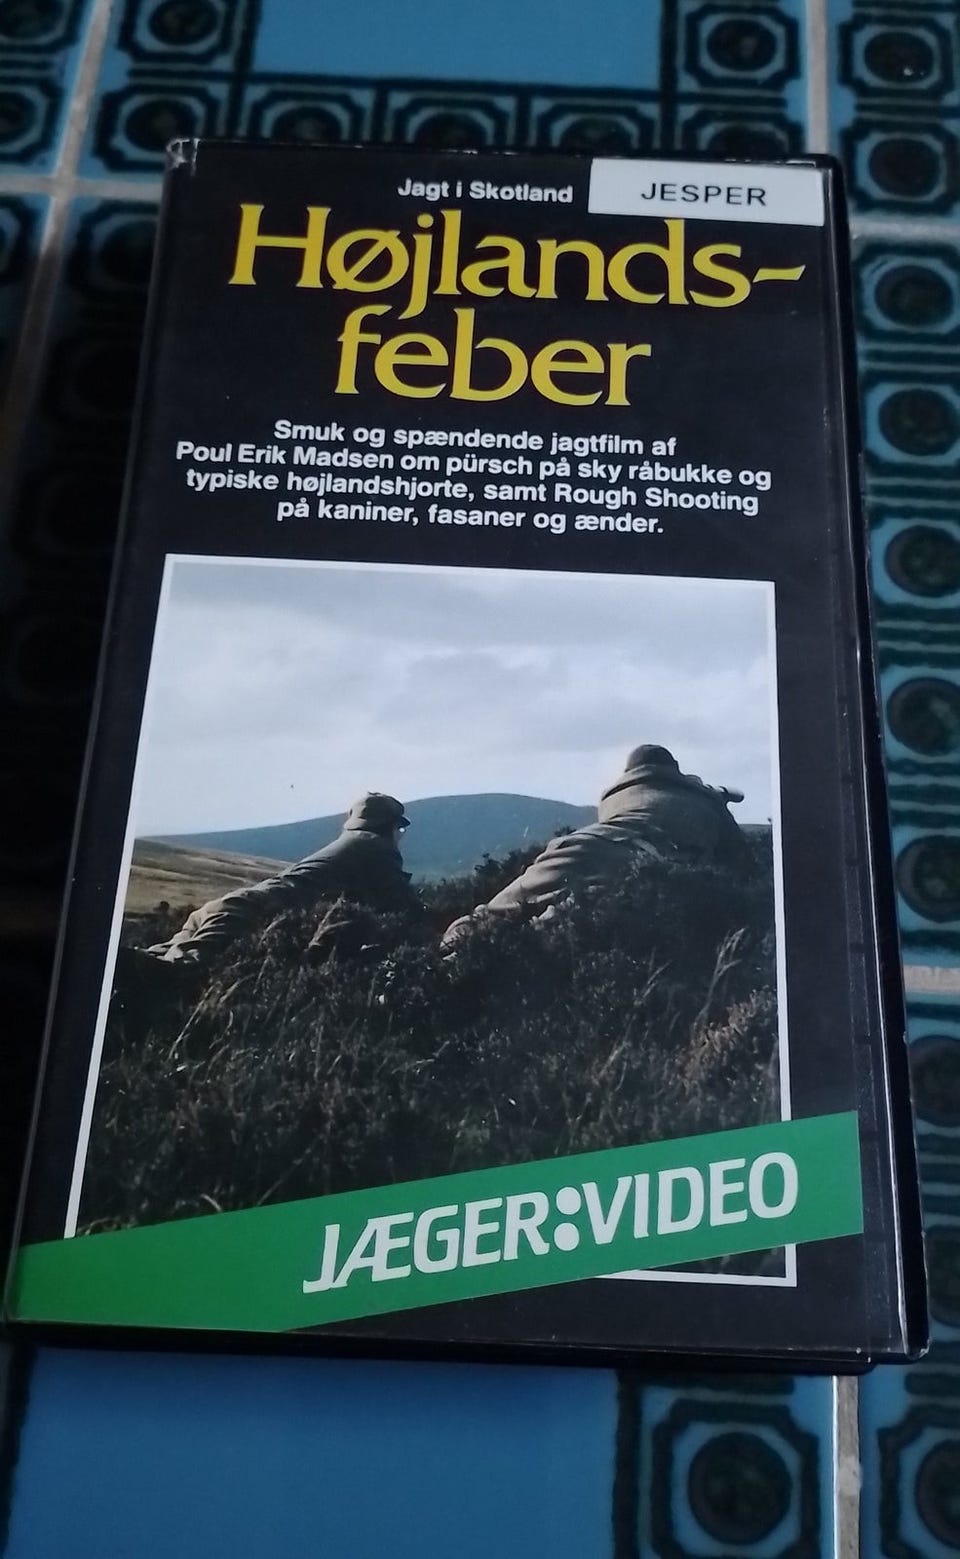 Jagt i Skotland
JESPER
Højlands-
feber
Smuk og spændende jagtfilm af
Poul Erik Madsen om pürsch på sky råbukke og
typiske højlandshjorte, samt Rough Shooting
på kaniner, fasaner og ænder.
JÆGER:VIDEO